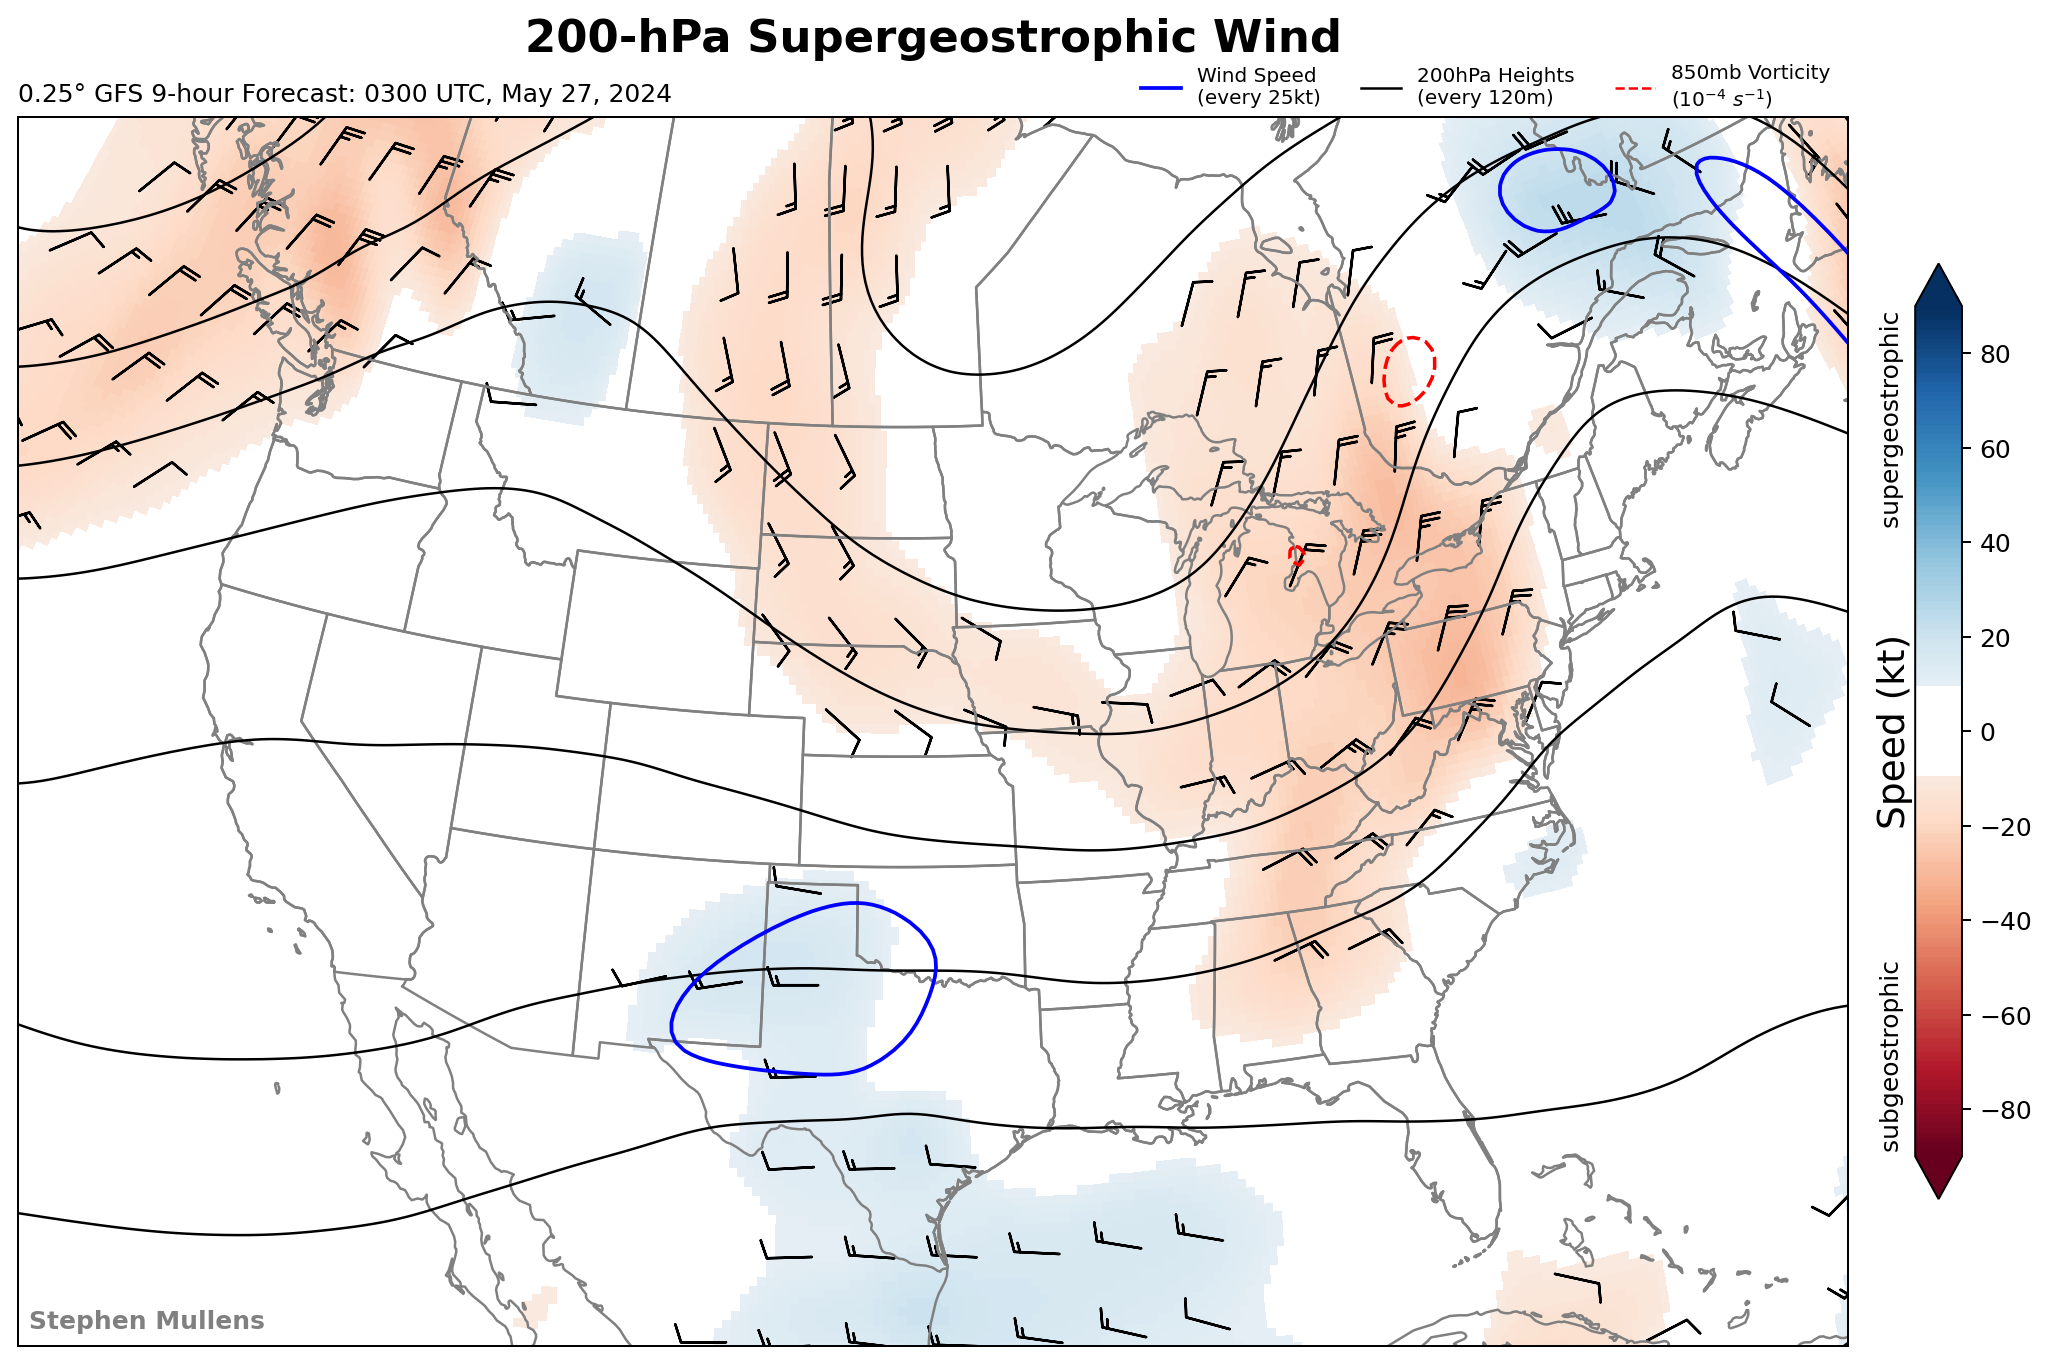 200-hPa Supergeostrophic Wind
0.25° GFS 9-hour Forecast: 0300 UTC, May 27, 2024
Wind Speed
(every 25kt)
200hPa Heights
(every 120m)
850mb Vorticity
(10⁻⁴ s⁻¹)
supergeostrophic
Speed (kt)
subgeostrophic
80
60
40
20
0
−20
−40
−60
−80
Stephen Mullens